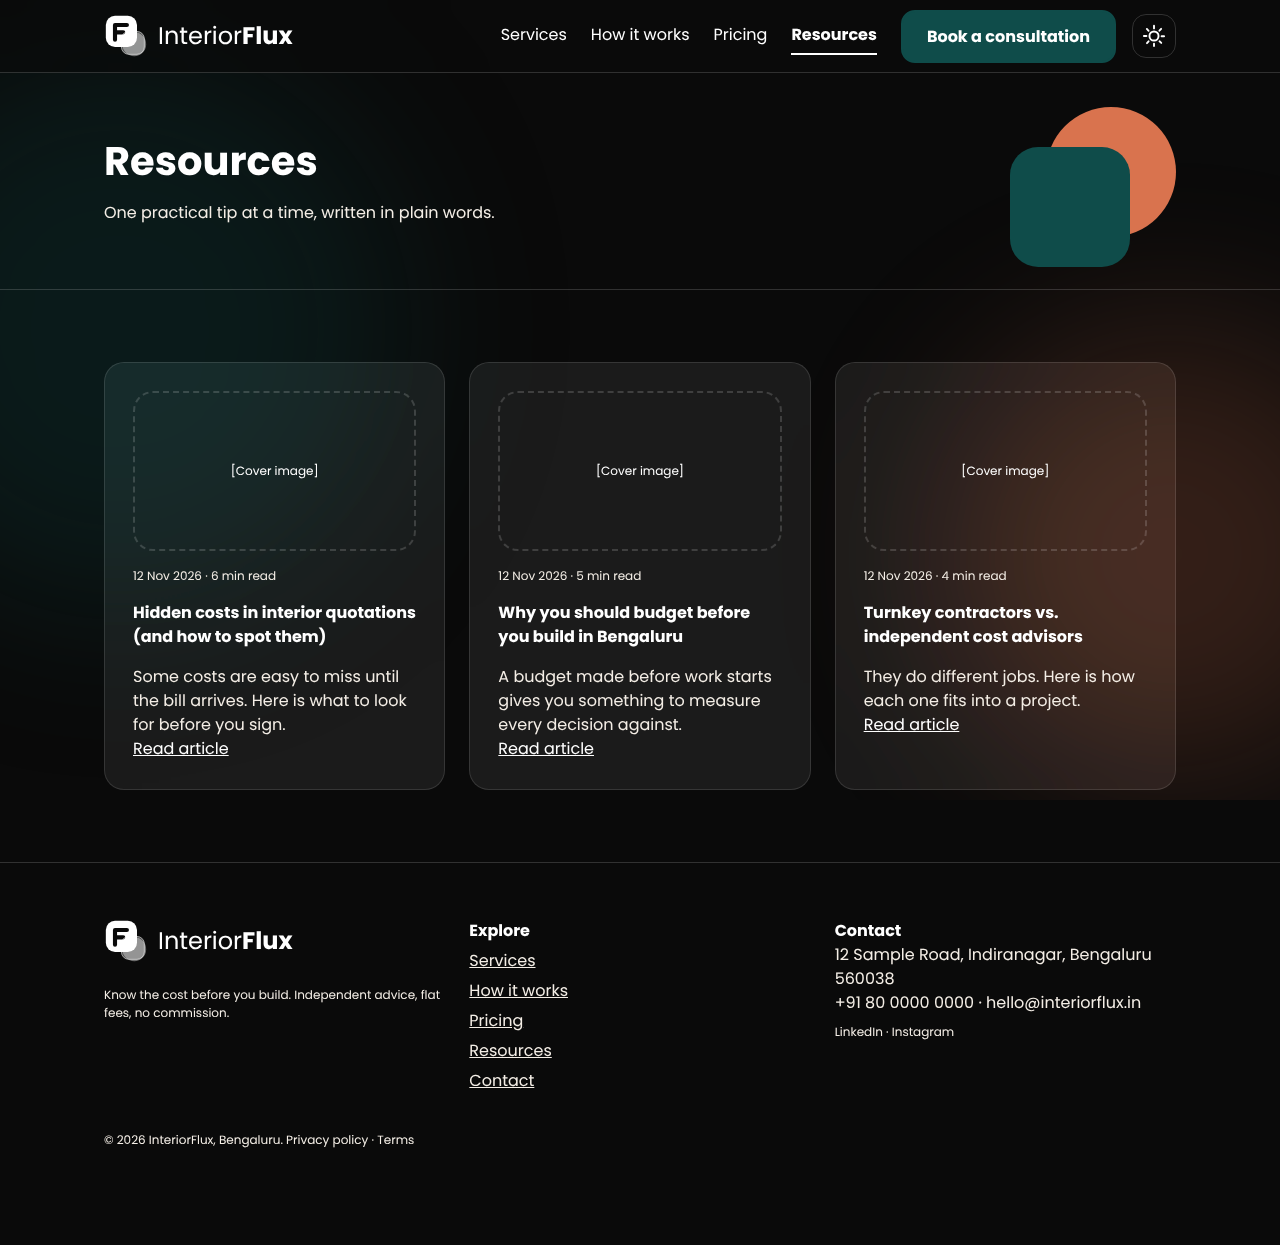 InteriorFlux
Services
How it works
Pricing
Resources
Book a consultation
Resources
One practical tip at a time, written in plain words.
[Cover image]
12 Nov 2026 · 6 min read
Hidden costs in interior quotations
(and how to spot them)
Some costs are easy to miss until
the bill arrives. Here is what to look
for before you sign.
Read article
[Cover image]
12 Nov 2026 · 5 min read
Why you should budget before
you build in Bengaluru
A budget made before work starts
gives you something to measure
every decision against.
Read article
[Cover image]
12 Nov 2026 · 4 min read
Turnkey contractors vs.
independent cost advisors
They do different jobs. Here is how
each one fits into a project.
Read article
InteriorFlux
Know the cost before you build. Independent advice, flat
fees, no commission.
Explore
Services
How it works
Pricing
Resources
Contact
Contact
12 Sample Road, Indiranagar, Bengaluru
560038
+91 80 0000 0000 · hello@interiorflux.in
LinkedIn · Instagram
© 2026 InteriorFlux, Bengaluru. Privacy policy · Terms